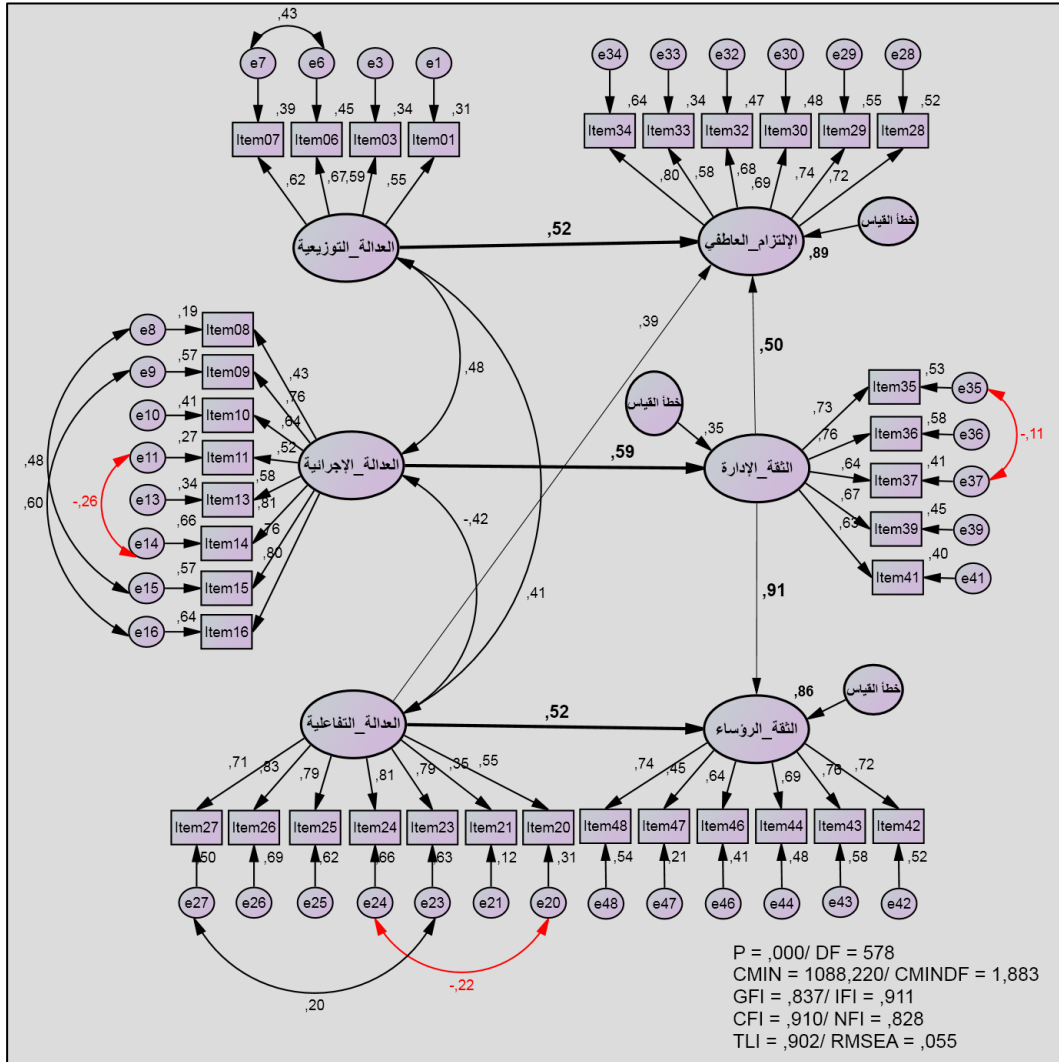 ,43
e7 e6 e3 e1
,39 ,45 ,34 ,31
Item07 Item06 Item03 Item01
,62 ,67 ,59 ,55
العدالة_التوزيعية
e34 e33 e32 e30 e29 e28
,64 ,34 ,47 ,48 ,55 ,52
Item34 Item33 Item32 Item30 Item29 Item28
,80 ,58 ,68 ,69 ,74 ,72
الإلتزام_العاطفي
خطأ القياس
,89
,52
,39
,50
,48
,41
-,42
e8 ,19 Item08 ,43
e9 ,57 Item09 ,76
e10 ,41 Item10 ,64
e11 ,27 Item11 ,52
e13 ,34 Item13 ,58
e14 ,66 Item14 ,81
e15 ,57 Item15 ,76
e16 ,64 Item16 ,80
,48
,60
-,26
العدالة_الإجرائية
,59
خطأ القياس
,35
الثقة_الإدارة
,73 Item35 ,53 e35
,76 Item36 ,58 e36
,64 Item37 ,41 e37
,67 Item39 ,45 e39
,63 Item41 ,40 e41
-,11
,91
العدالة_التفاعلية
,52
الثقة_الرؤساء
,86
خطأ القياس
,71 ,83 ,79 ,81 ,79 ,35 ,55
Item27 Item26 Item25 Item24 Item23 Item21 Item20
,50 ,69 ,62 ,66 ,63 ,12 ,31
e27 e26 e25 e24 e23 e21 e20
-,22
,20
,74 ,45 ,64 ,69 ,76 ,72
Item48 Item47 Item46 Item44 Item43 Item42
,54 ,21 ,41 ,48 ,58 ,52
e48 e47 e46 e44 e43 e42
P = ,000/ DF = 578
CMIN = 1088,220/ CMINDF = 1,883
GFI = ,837/ IFI = ,911
CFI = ,910/ NFI = ,828
TLI = ,902/ RMSEA = ,055